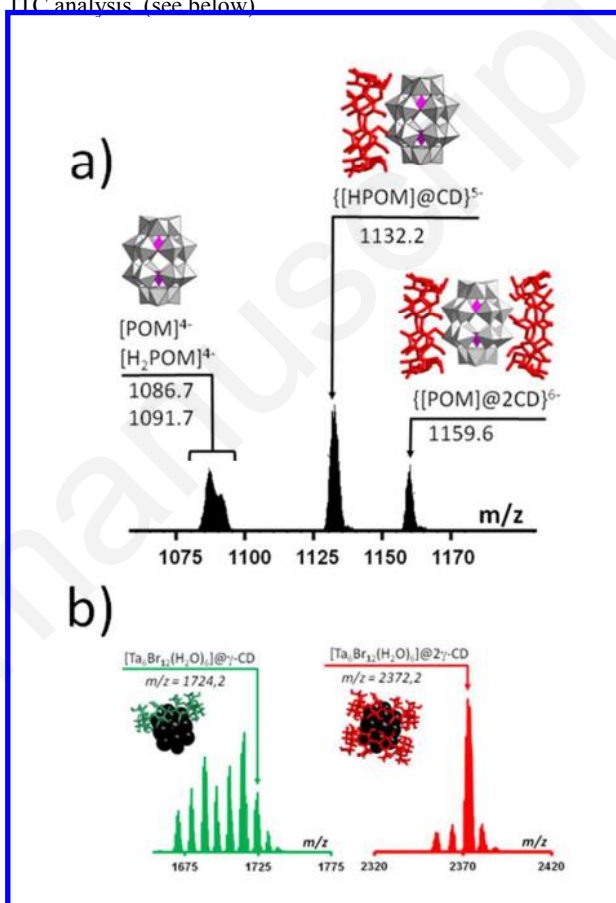 ITC analysis (see below)
a)
{[HPOM]@CD}⁵⁻
1132.2
[POM]⁴⁻
[H₂POM]⁴⁻
1086.7
1091.7
{[POM]@2CD}⁶⁻
1159.6
m/z
1075 1100 1125 1150 1170
b)
[Ta₆Br₁₂(H₂O)₆]@γ-CD
m/z = 1724,2
[Ta₆Br₁₂(H₂O)₆]@2γ-CD
m/z = 2372,2
m/z
1675 1725 1775
m/z
2320 2370 2420